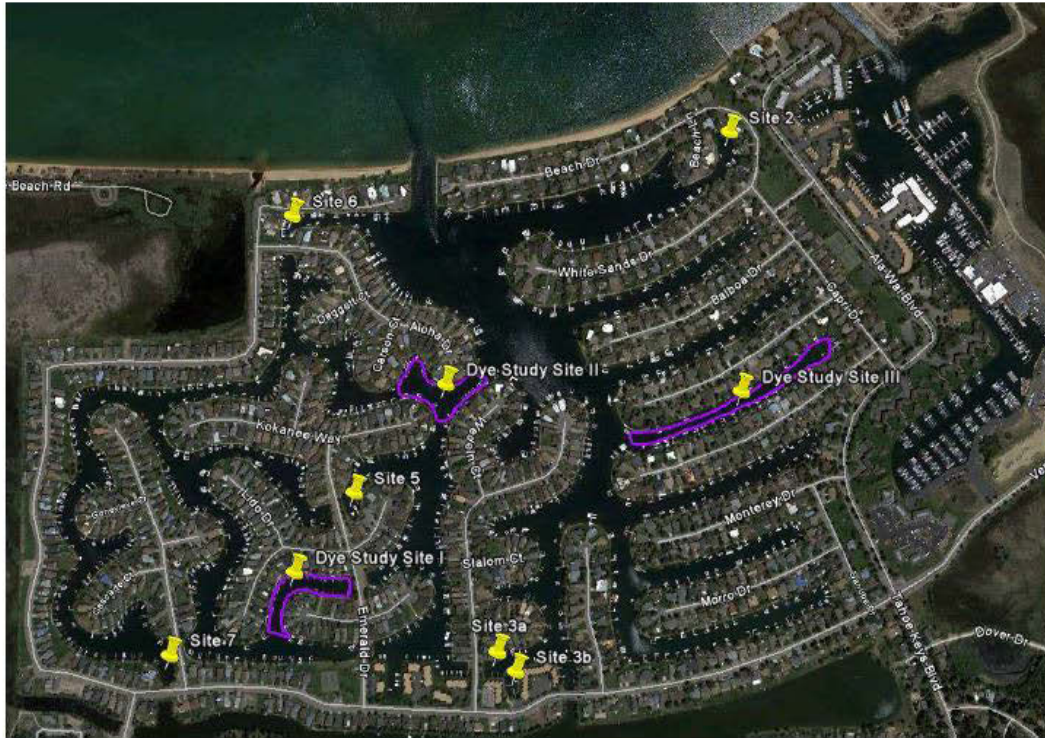 Site 2
Beach Dr
e Beach Rd
Site 6
White Sands Dr
Ala Wai Blvd
Balboa Dr
Capri Dr
Daggett Ct
Aloha Dr
Carson Ct
Dye Study Site II
Dye Study Site III
Kokanee Way
Site 5
Lido Dr
Monterey Dr
Slalom Ct
Dye Study Site I
Morro Dr
Tahoe Keys Blvd
Emerald Dr
Site 3a
Site 7
Site 3b
Dover Dr